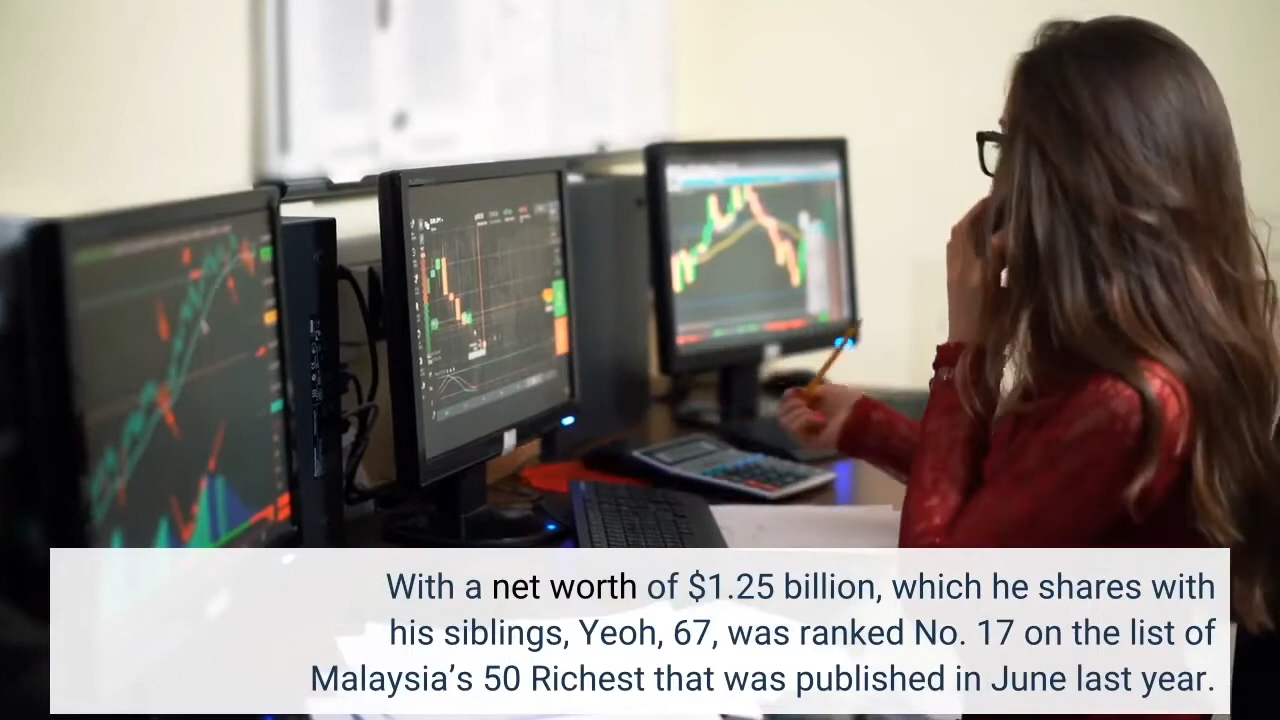 With a net worth of $1.25 billion, which he shares with
his siblings, Yeoh, 67, was ranked No. 17 on the list of
Malaysia’s 50 Richest that was published in June last year.